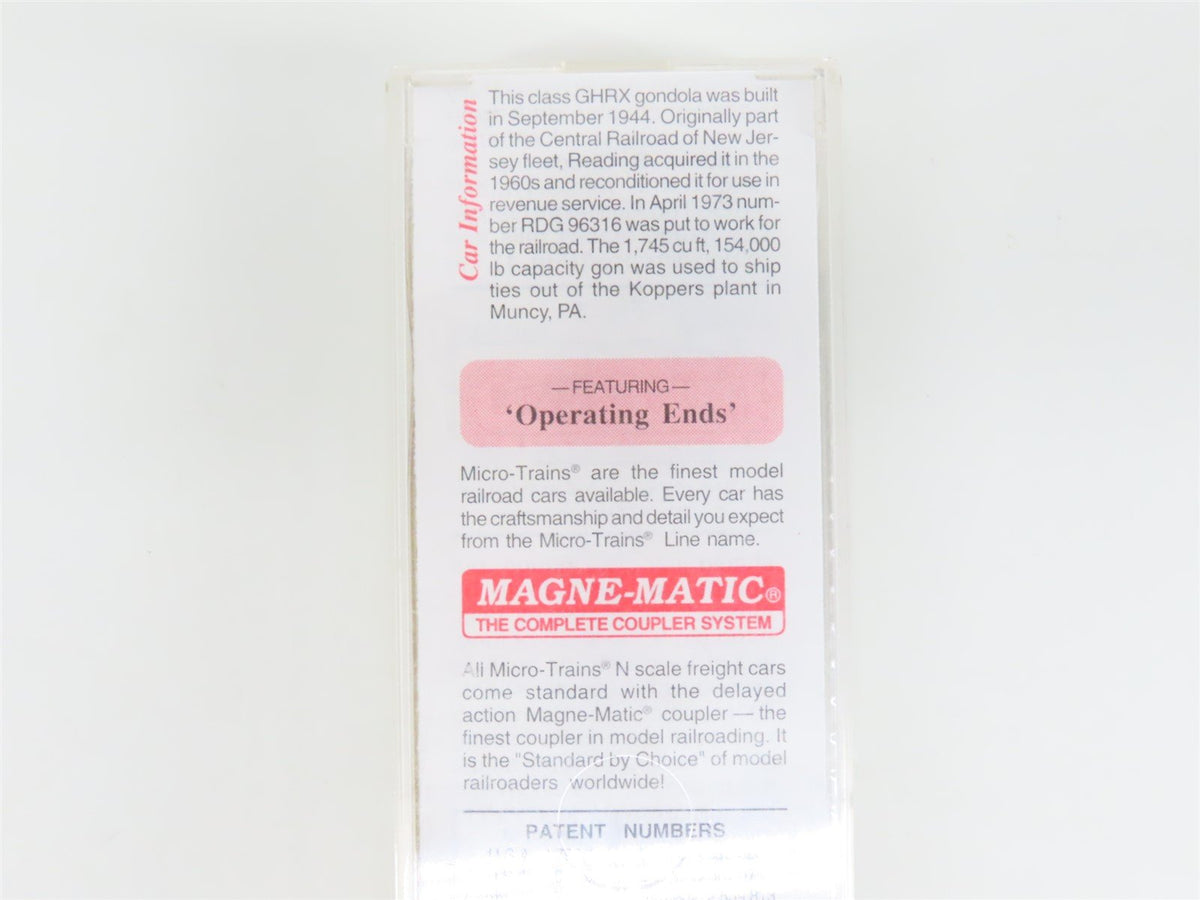 Car Information
This class GHRX gondola was built
in September 1944. Originally part
of the Central Railroad of New Jer-
sey fleet, Reading acquired it in the
1960s and reconditioned it for use in
revenue service. In April 1973 num-
ber RDG 96316 was put to work for
the railroad. The 1,745 cu ft, 154,000
lb capacity gon was used to ship
ties out of the Koppers plant in
Muncy, PA.
—FEATURING—
‘Operating Ends’
Micro-Trains® are the finest model
railroad cars available. Every car has
the craftsmanship and detail you expect
from the Micro-Trains® Line name.
MAGNE-MATIC®
THE COMPLETE COUPLER SYSTEM
All Micro-Trains® N scale freight cars
come standard with the delayed
action Magne-Matic® coupler — the
finest coupler in model railroading. It
is the "Standard by Choice" of model
railroaders worldwide!
PATENT NUMBERS